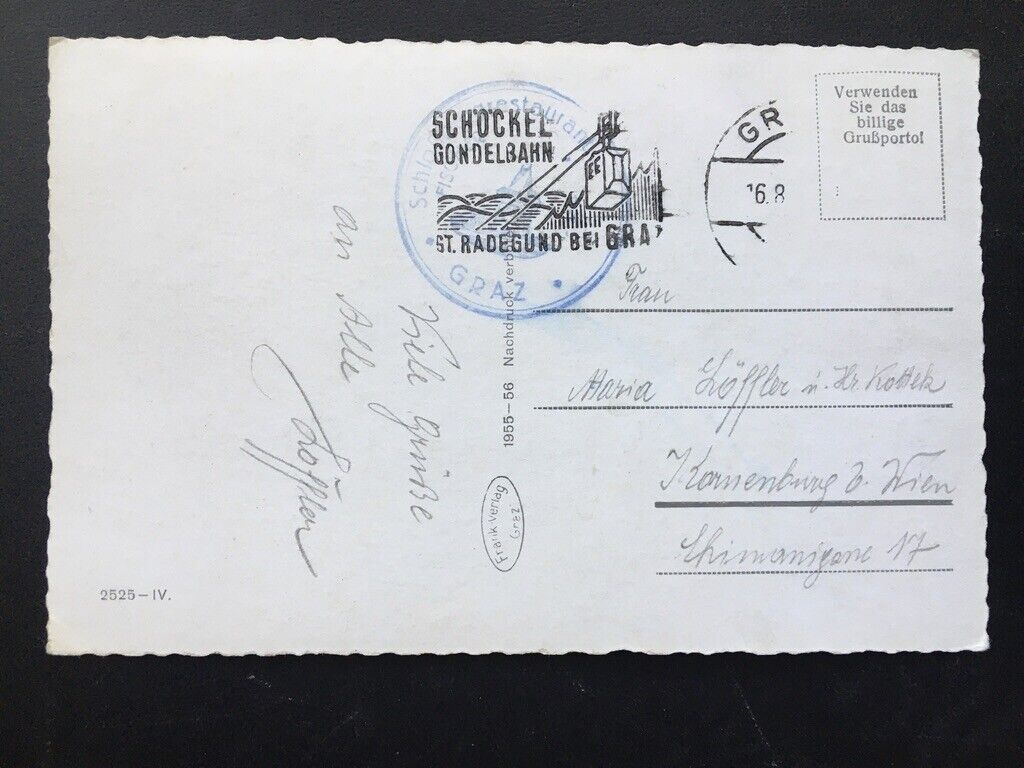 SCHÖCKEL-
GONDELBAHN
ST. RADEGUND BEI GRAZ
GRAZ
GR
16. 8
Verwenden
Sie das
billige
Grußporto!
Viele Grüße
an Alle
Löffler
Frau
Maria Löffler u. Hr Kottek
Korneuburg b. Wien
17
1955–56 Nachdruck verboten
Frank Verlag
Graz
2525–IV.